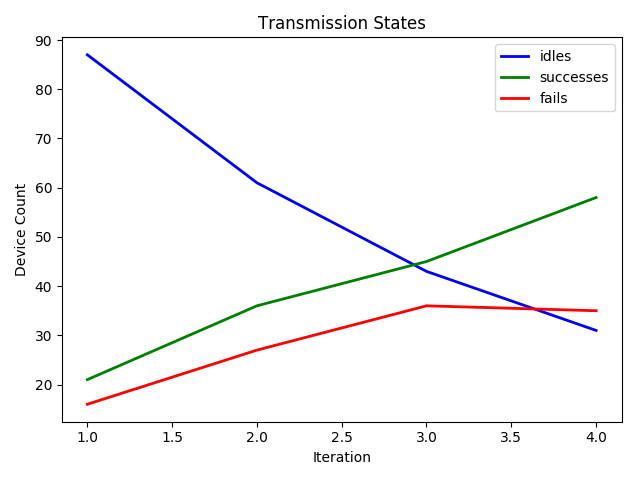 Transmission States
90
80
70
60
50
40
30
20
Device Count
idles
successes
fails
1.0 1.5 2.0 2.5 3.0 3.5 4.0
Iteration